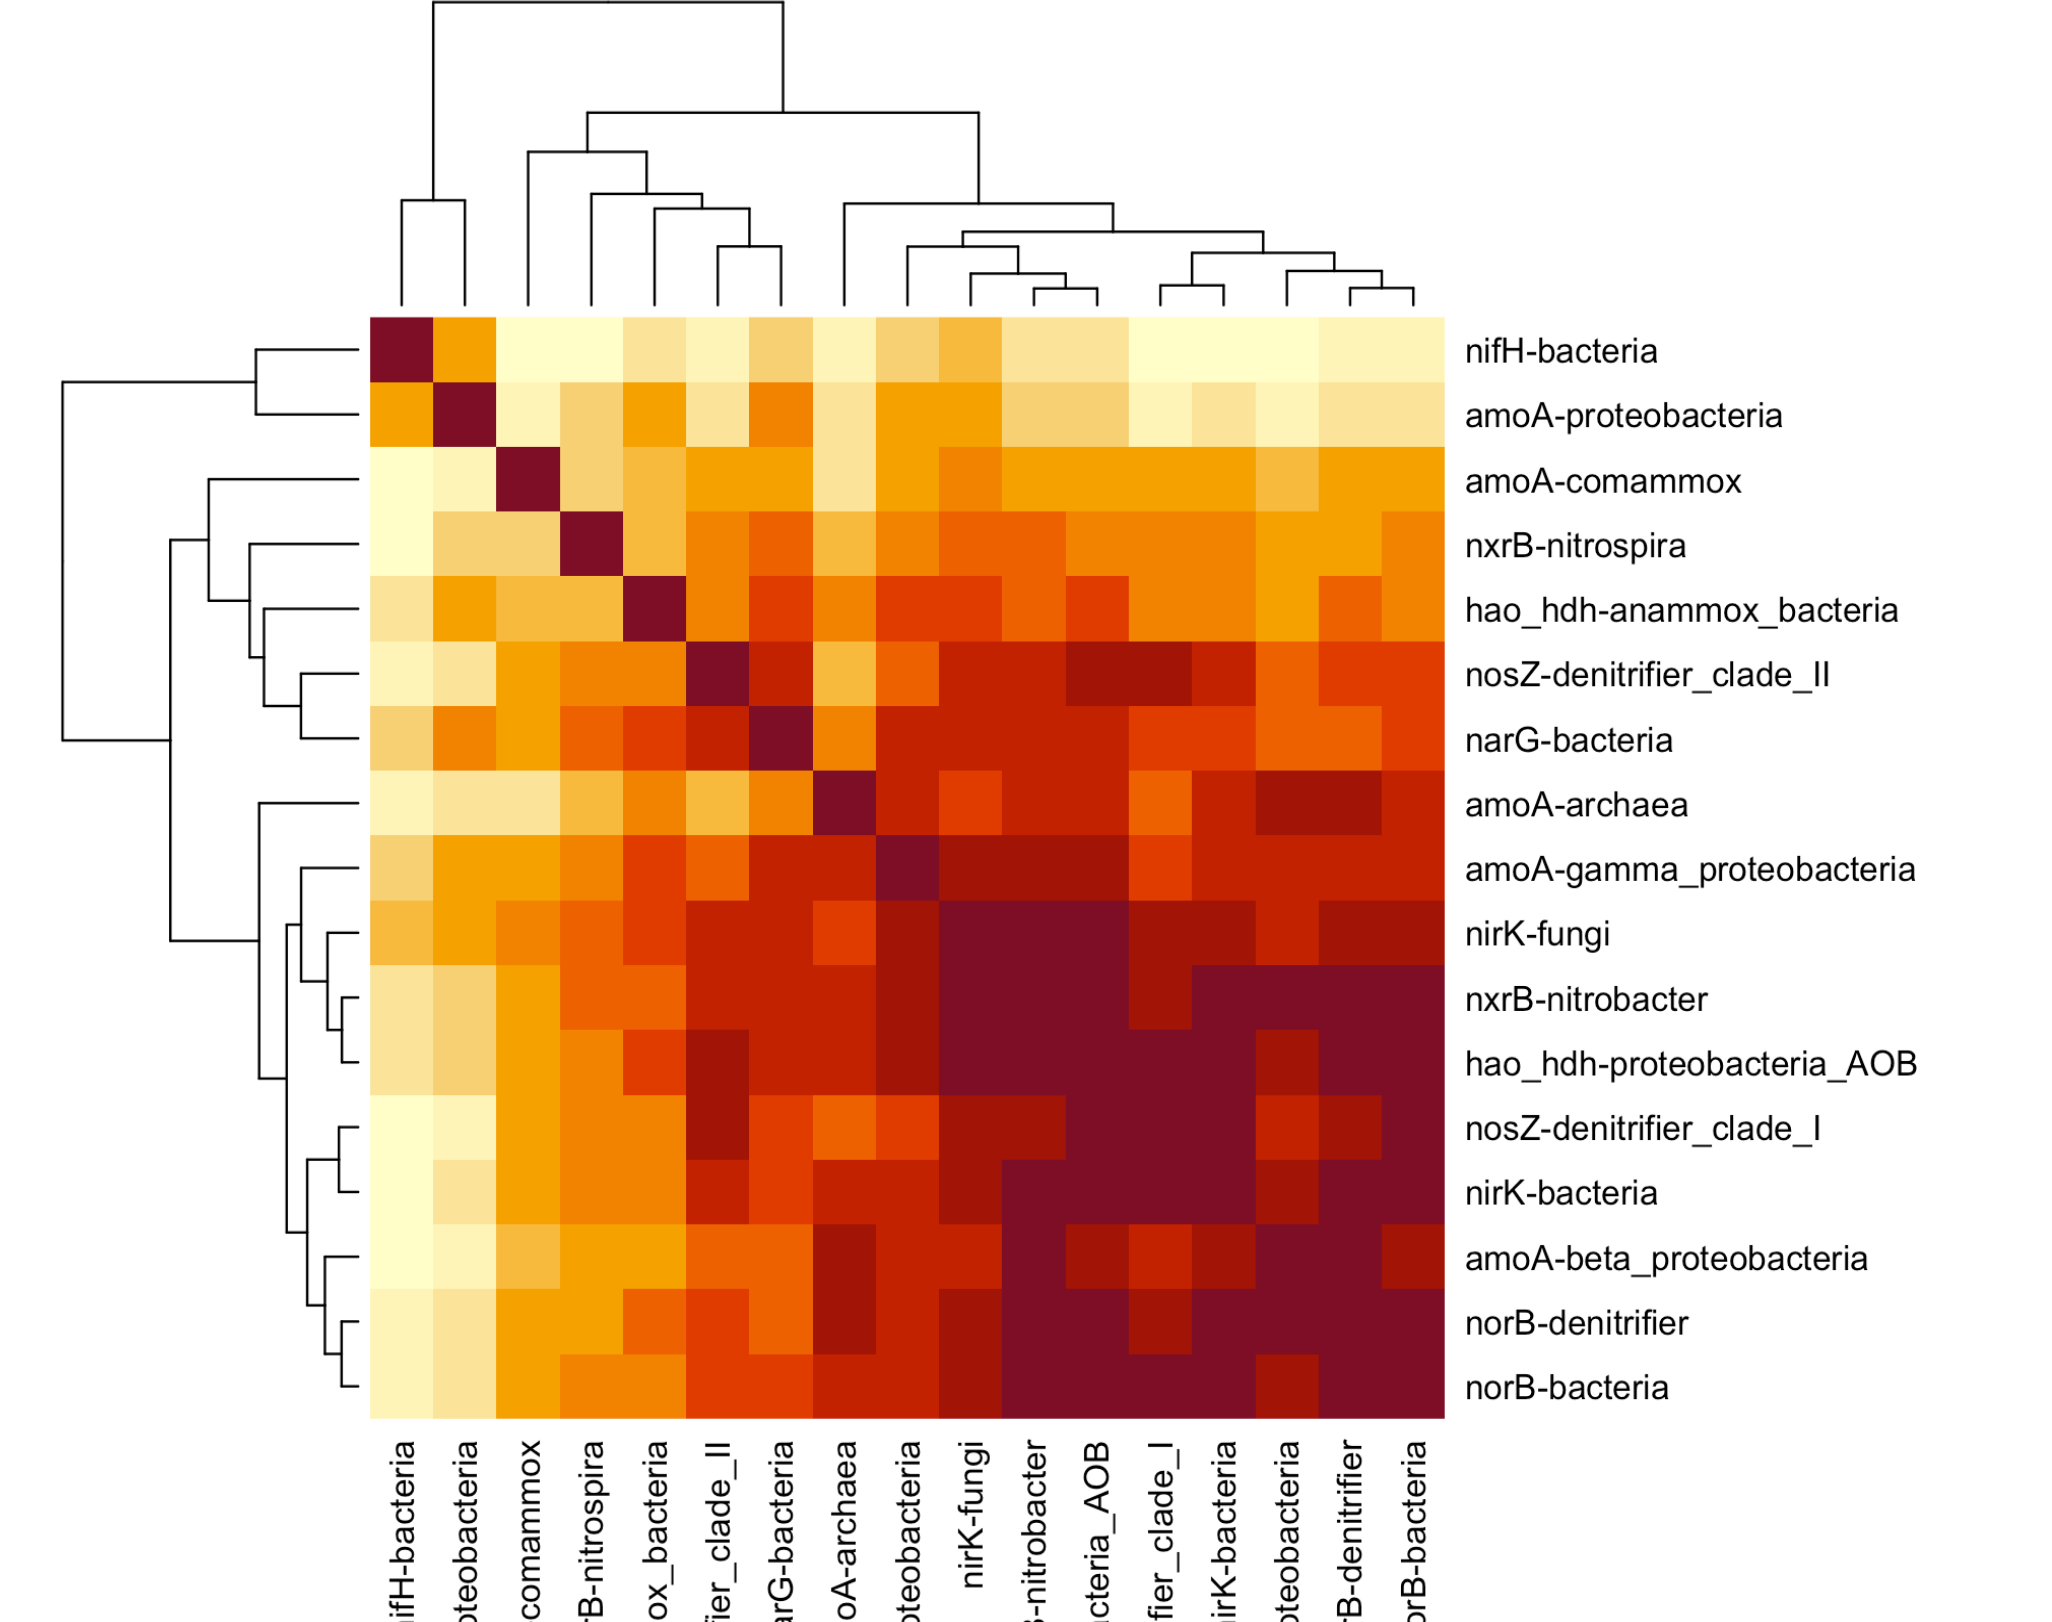 nifH-bacteria
amoA-proteobacteria
amoA-comammox
nxrB-nitrospira
hao_hdh-anammox_bacteria
nosZ-denitrifier_clade_II
narG-bacteria
amoA-archaea
amoA-gamma_proteobacteria
nirK-fungi
nxrB-nitrobacter
hao_hdh-proteobacteria_AOB
nosZ-denitrifier_clade_I
nirK-bacteria
amoA-beta_proteobacteria
norB-denitrifier
norB-bacteria
ifH-bacteria
oteobacteria
comammox
B-nitrospira
ox_bacteria
fier_clade_II
arG-bacteria
oA-archaea
oteobacteria
nirK-fungi
-nitrobacter
cteria_AOB
fier_clade_I
irK-bacteria
oteobacteria
B-denitrifier
orB-bacteria